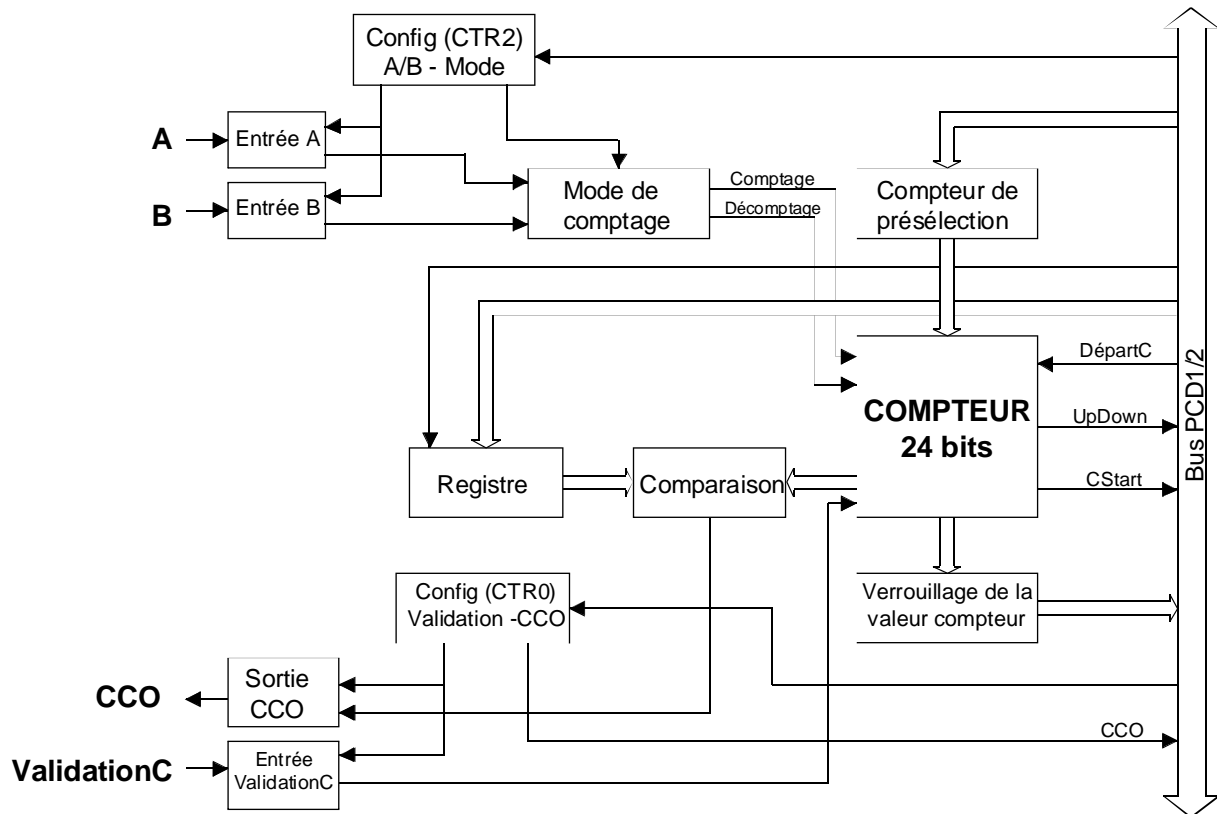 Config (CTR2)
A/B - Mode
A
Entrée A
B
Entrée B
Mode de
comptage
Comptage
Décomptage
Compteur de
présélection
DépartC
COMPTEUR
24 bits
UpDown
CStart
Bus PCD1/2
Registre
Comparaison
Config (CTR0)
Validation -CCO
Verrouillage de la
valeur compteur
CCO
Sortie
CCO
CCO
ValidationC
Entrée
ValidationC